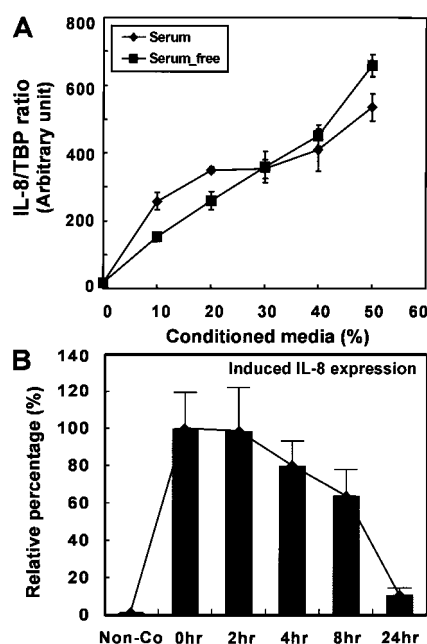 A
IL-8/TBP ratio
(Arbitrary unit)
800
600
400
200
0
Serum
Serum_free
0 10 20 30 40 50 60
Conditioned media (%)
B
Induced IL-8 expression
Relative percentage (%)
140
120
100
80
60
40
20
0
Non-Co 0hr 2hr 4hr 8hr 24hr